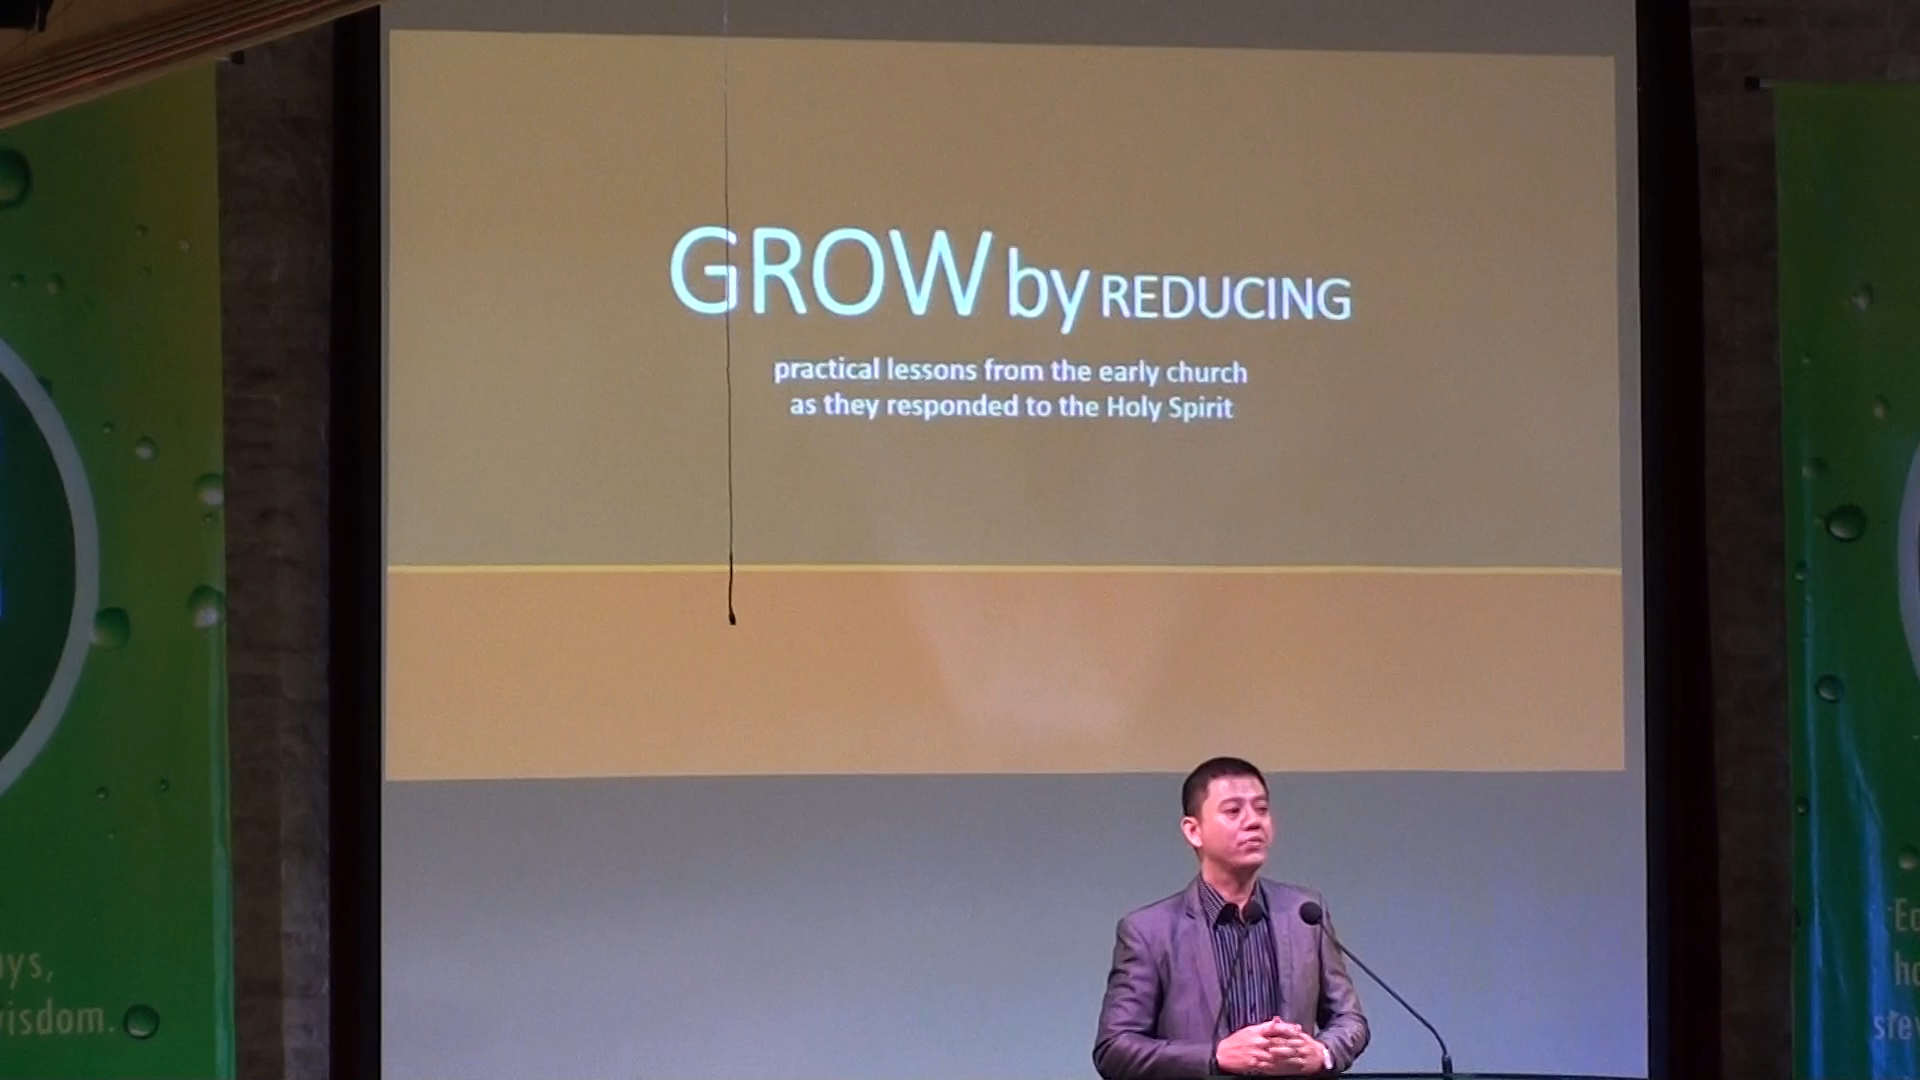 GROW by REDUCING
practical lessons from the early church
as they responded to the Holy Spirit